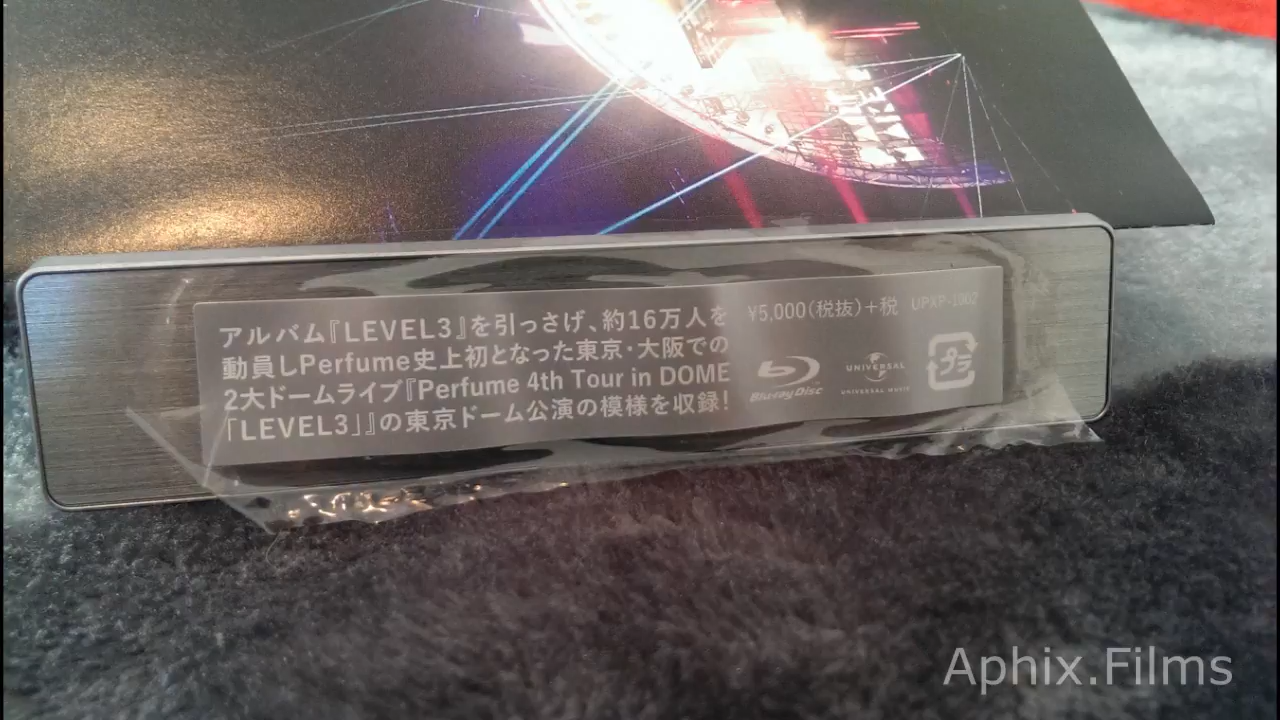 アルバム『LEVEL3』を引っさげ、約16万人を
動員しPerfume史上初となった東京・大阪での
2大ドームライブ『Perfume 4th Tour in DOME
「LEVEL3」』の東京ドーム公演の模様を収録!
¥5,000(税抜)+税 UPXP-1002
Blu-ray Disc
UNIVERSAL
UNIVERSAL MUSIC
プラ
Aphix.Films